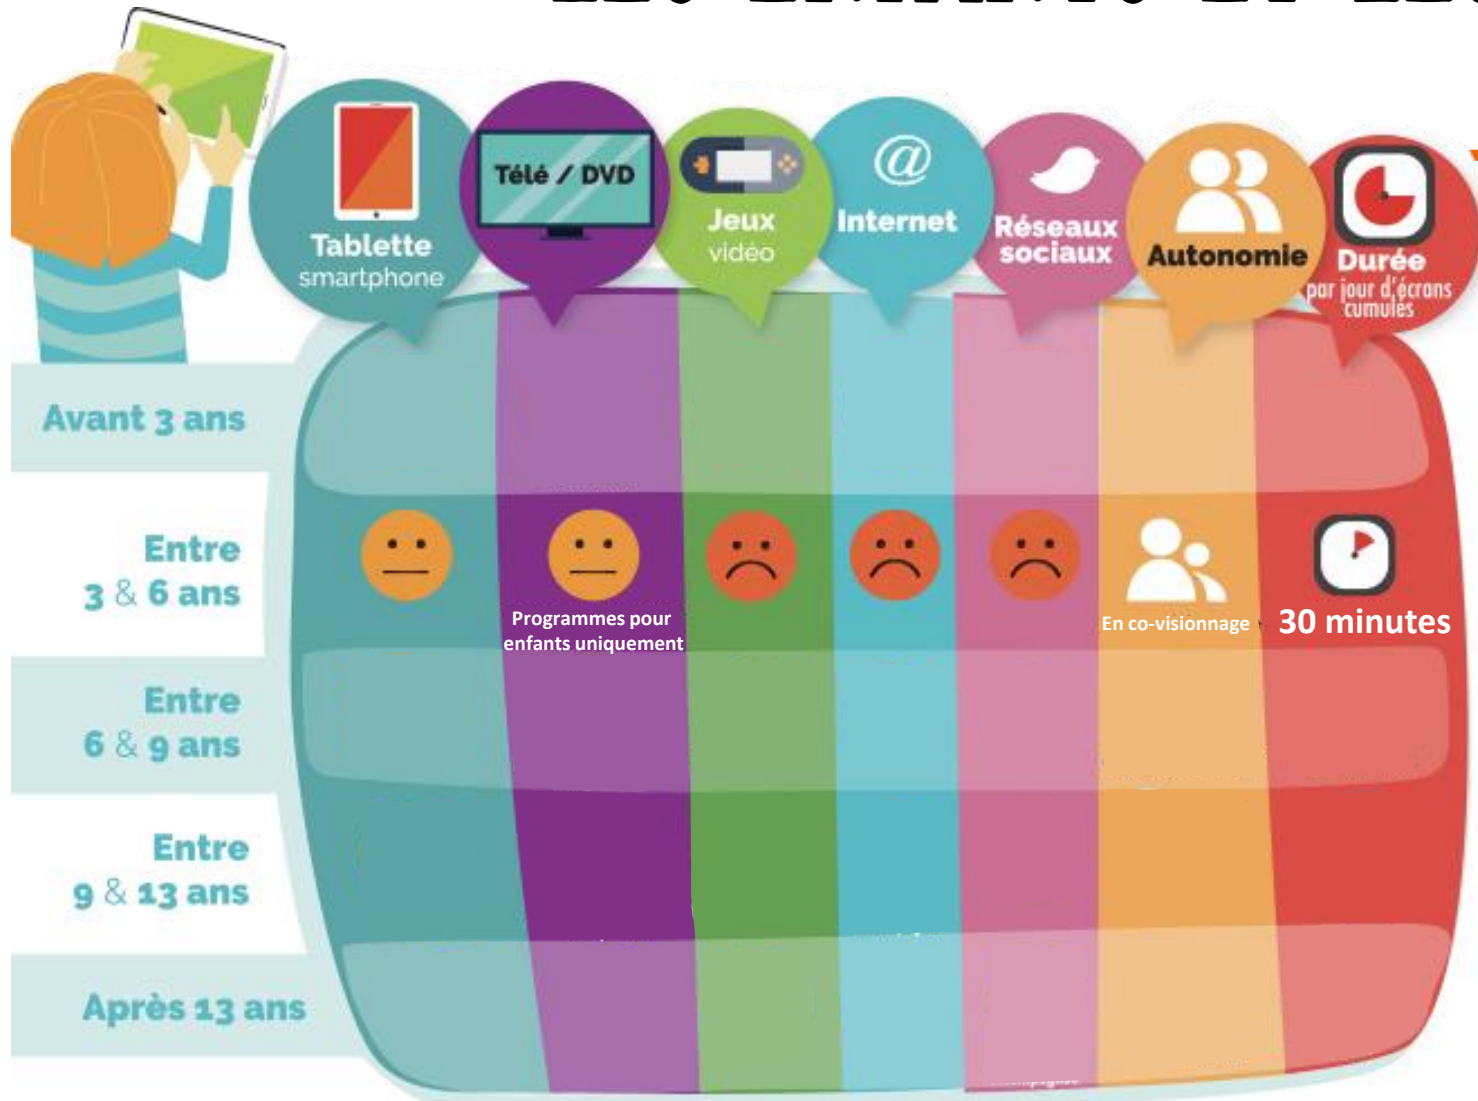 Télé / DVD
Tablette
smartphone
Jeux
vidéo
@
Internet
Réseaux
sociaux
Autonomie
Durée
par jour d'écrans
cumulés
Avant 3 ans
Entre
3 & 6 ans
Programmes pour
enfants uniquement
En co-visionnage
30 minutes
Entre
6 & 9 ans
Entre
9 & 13 ans
Après 13 ans